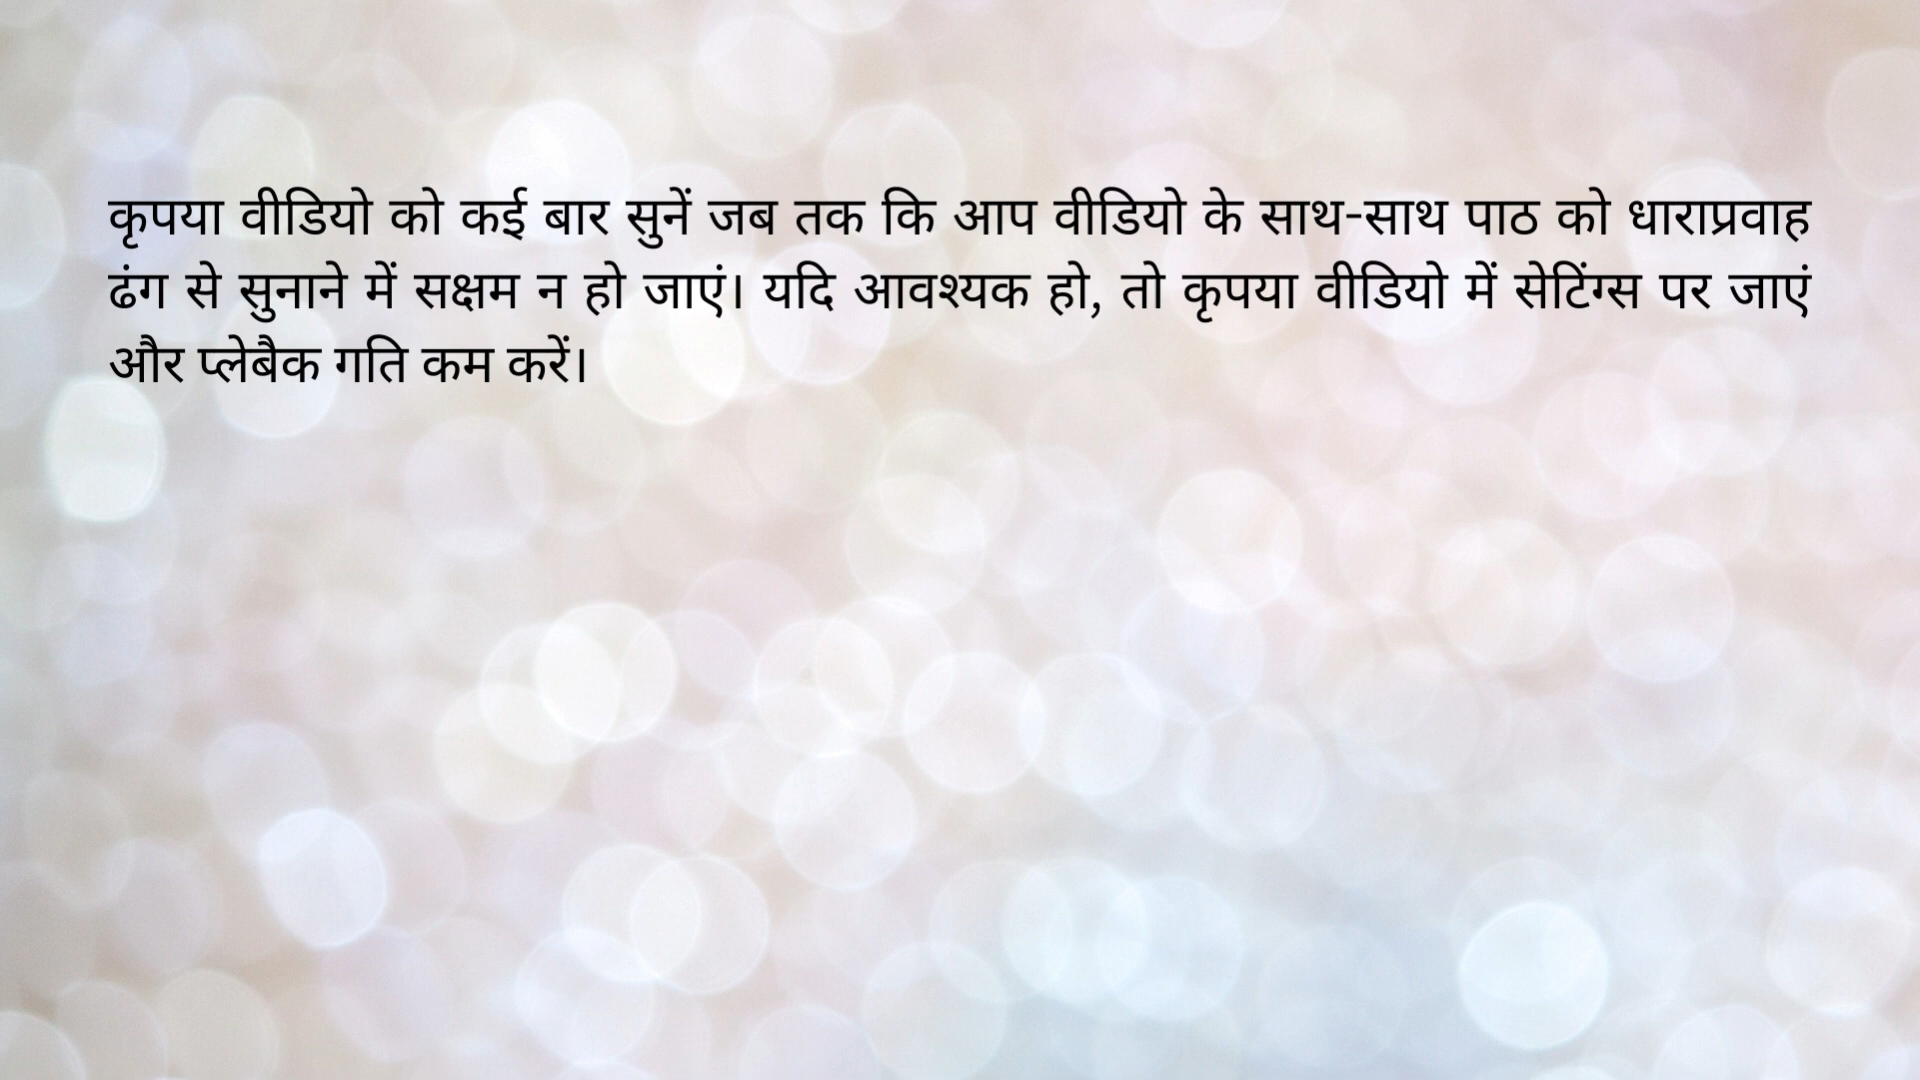 कृपया वीडियो को कई बार सुनें जब तक कि आप वीडियो के साथ-साथ पाठ को धाराप्रवाह
ढंग से सुनाने में सक्षम न हो जाएं। यदि आवश्यक हो, तो कृपया वीडियो में सेटिंग्स पर जाएं
और प्लेबैक गति कम करें।